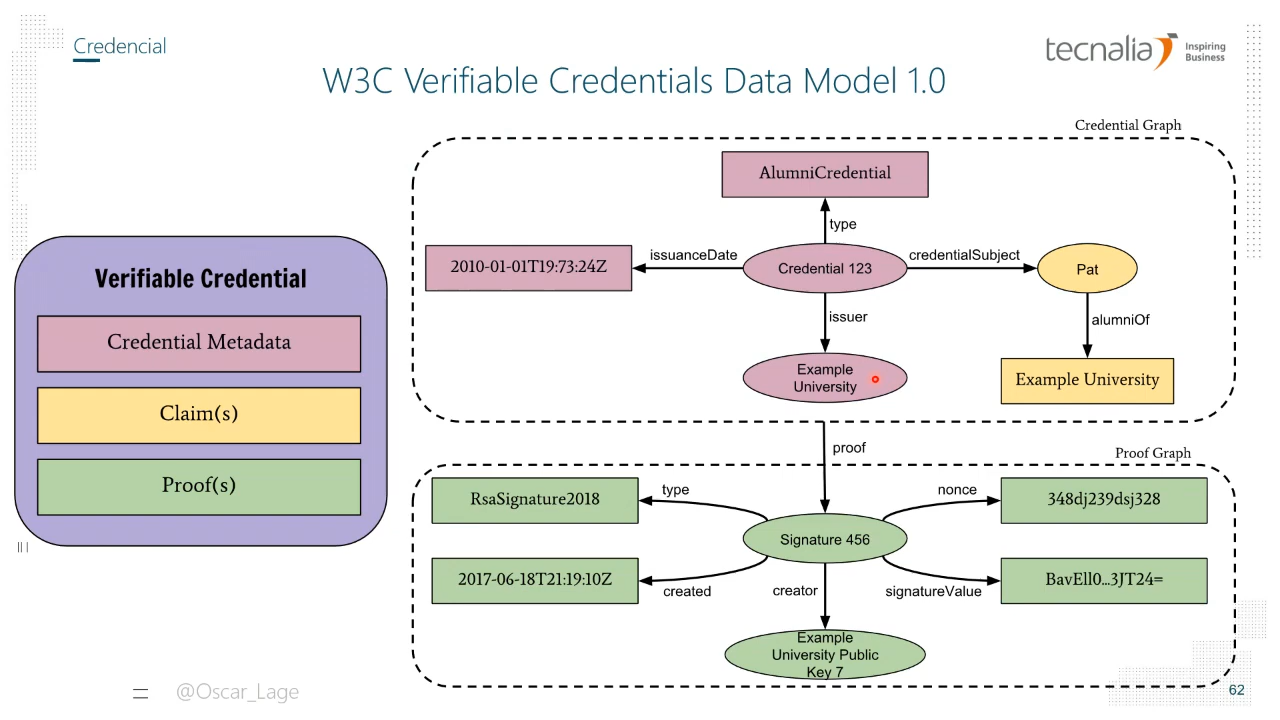 Credencial
tecnalia Inspiring
Business
W3C Verifiable Credentials Data Model 1.0
Verifiable Credential
Credential Metadata
Claim(s)
Proof(s)
Credential Graph
AlumniCredential
type
2010-01-01T19:73:24Z
issuanceDate
Credential 123
credentialSubject
Pat
issuer
alumniOf
Example
University
Example University
proof
Proof Graph
RsaSignature2018
type
nonce
348dj239dsj328
Signature 456
2017-06-18T21:19:10Z
created
creator
signatureValue
BavEll0...3JT24=
Example
University Public
Key 7
@Oscar_Lage
62